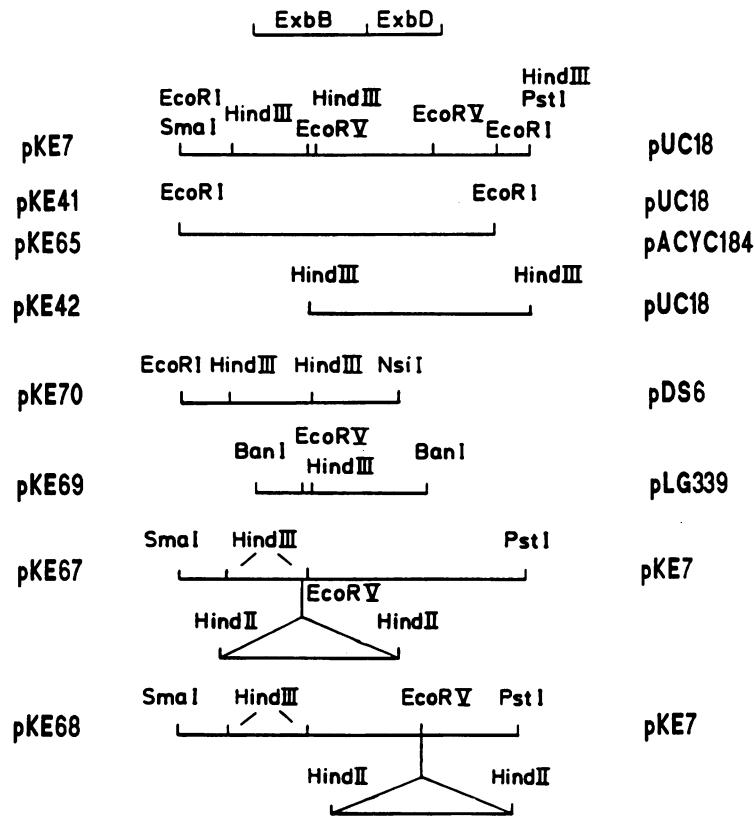 ExbB ExbD
HindIII
EcoRI HindIII HindIII PstI
SmaI EcoRV EcoRV EcoRI
pKE7 pUC18
pKE41 EcoRI EcoRI pUC18
pKE65 pACYC184
HindIII HindIII
pKE42 pUC18
EcoRI HindIII HindIII NsiI
pKE70 pDS6
EcoRV
BanI HindIII BanI
pKE69 pLG339
SmaI HindIII PstI
pKE67 pKE7
EcoRV
HindII HindII
SmaI HindIII EcoRV PstI
pKE68 pKE7
HindII HindII